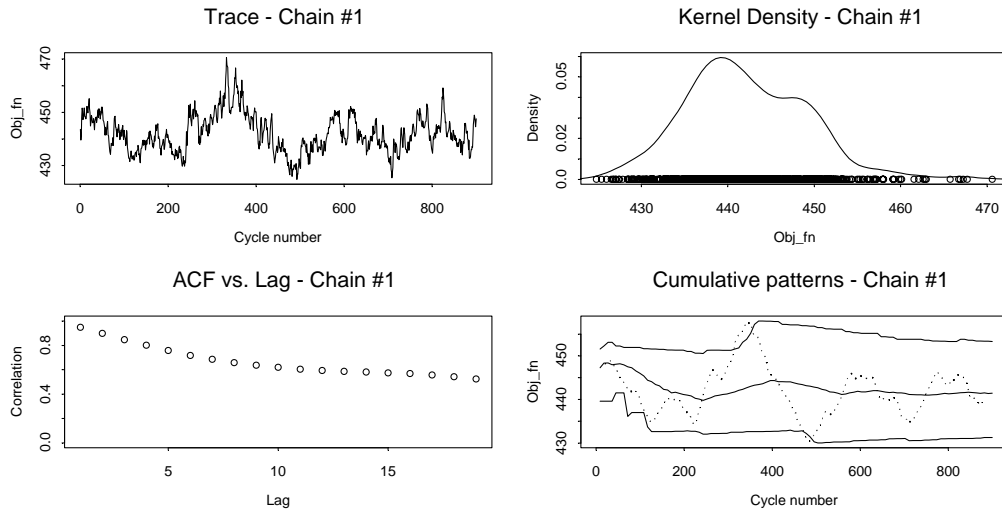 Trace - Chain #1
Obj_fn
430 450 470
0 200 400 600 800
Cycle number
Kernel Density - Chain #1
Density
0.0 0.02 0.05
430 440 450 460 470
Obj_fn
ACF vs. Lag - Chain #1
Correlation
0.0 0.4 0.8
5 10 15
Lag
Cumulative patterns - Chain #1
Obj_fn
430 440 450
0 200 400 600 800
Cycle number